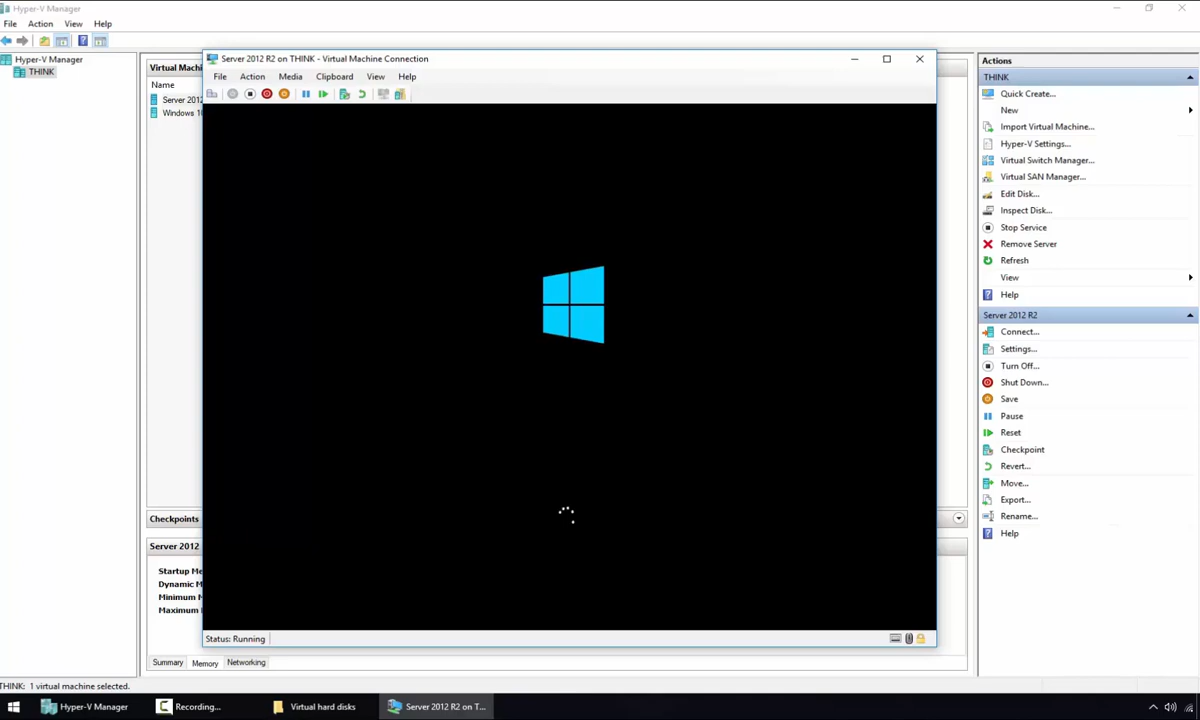 Hyper-V Manager
File Action View Help
Hyper-V Manager
THINK
Virtual Machi
Name
Server 2012
Windows 1
Checkpoints
Server 2012
Startup Me
Dynamic M
Minimum M
Maximum
Summary Memory Networking
THINK: 1 virtual machine selected.
Server 2012 R2 on THINK - Virtual Machine Connection
File Action Media Clipboard View Help
Status: Running
Actions
THINK
Quick Create...
New
Import Virtual Machine...
Hyper-V Settings...
Virtual Switch Manager...
Virtual SAN Manager...
Edit Disk...
Inspect Disk...
Stop Service
Remove Server
Refresh
View
Help
Server 2012 R2
Connect...
Settings...
Turn Off...
Shut Down...
Save
Pause
Reset
Checkpoint
Revert...
Move...
Export...
Rename...
Help
Hyper-V Manager
Recording...
Virtual hard disks
Server 2012 R2 on T...